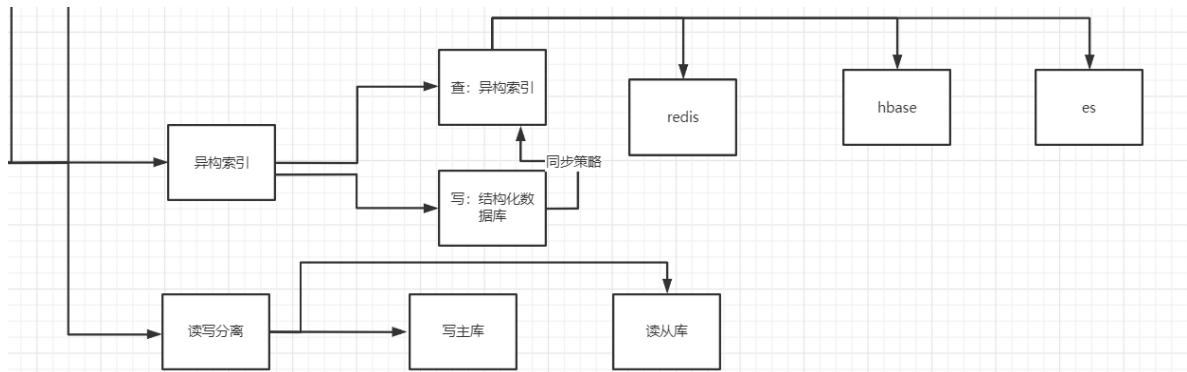 查：异构索引
redis
hbase
es
异构索引
同步策略
写：结构化数
据库
读写分离
写主库
读从库